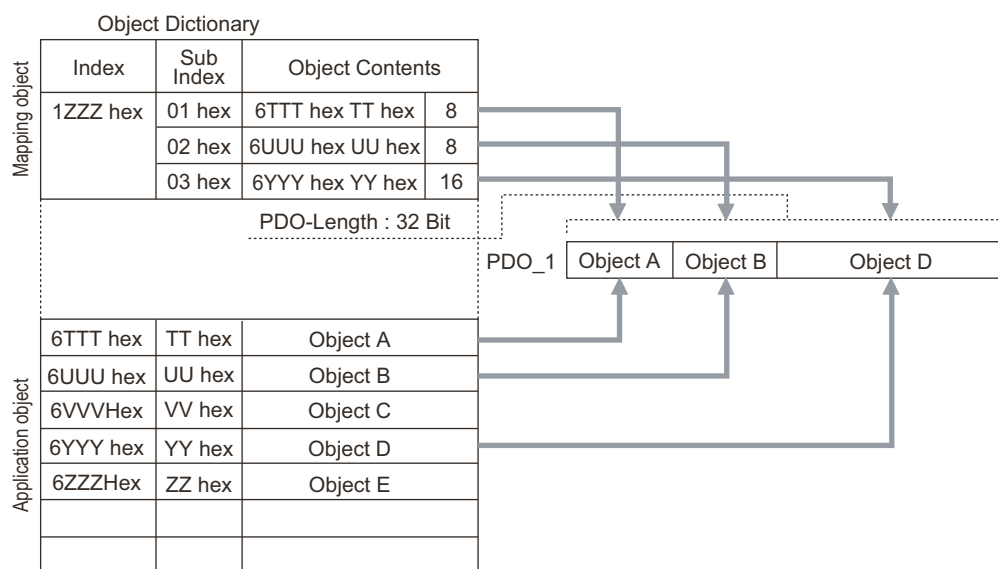 Object Dictionary
Mapping object
Index Sub Index Object Contents
1ZZZ hex 01 hex 6TTT hex TT hex 8
02 hex 6UUU hex UU hex 8
03 hex 6YYY hex YY hex 16
PDO-Length : 32 Bit
PDO_1 Object A Object B Object D
Application object
6TTT hex TT hex Object A
6UUU hex UU hex Object B
6VVVHex VV hex Object C
6YYY hex YY hex Object D
6ZZZHex ZZ hex Object E